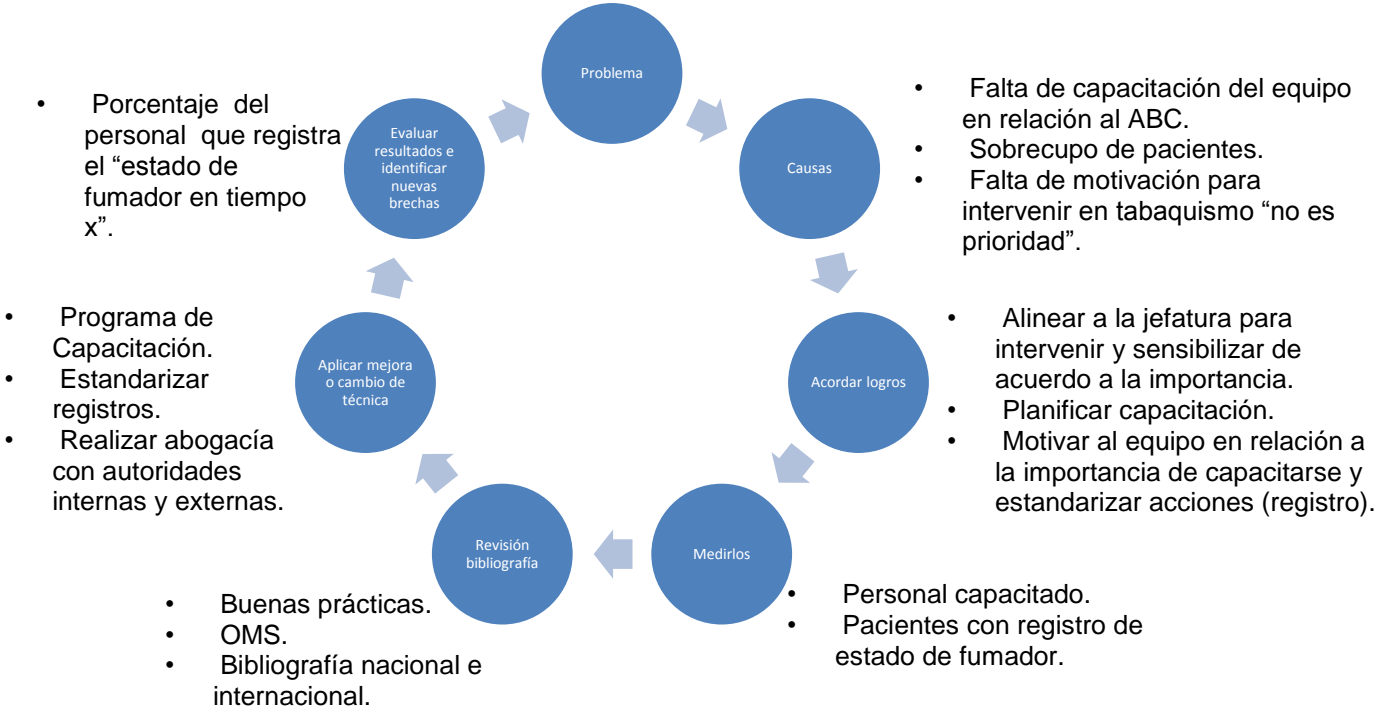 Problema
• Falta de capacitación del equipo
en relación al ABC.
• Sobrecupo de pacientes.
• Falta de motivación para
intervenir en tabaquismo “no es
prioridad”.
Causas
• Alinear a la jefatura para
intervenir y sensibilizar de
acuerdo a la importancia.
• Planificar capacitación.
• Motivar al equipo en relación a
la importancia de capacitarse y
estandarizar acciones (registro).
Acordar logros
Medirlos
• Personal capacitado.
• Pacientes con registro de
estado de fumador.
Revisión
bibliografía
• Buenas prácticas.
• OMS.
• Bibliografía nacional e
internacional.
Aplicar mejora
o cambio de
técnica
• Programa de
Capacitación.
• Estandarizar
registros.
• Realizar abogacía
con autoridades
internas y externas.
Evaluar
resultados e
identificar
nuevas
brechas
• Porcentaje del
personal que registra
el “estado de
fumador en tiempo
x”.